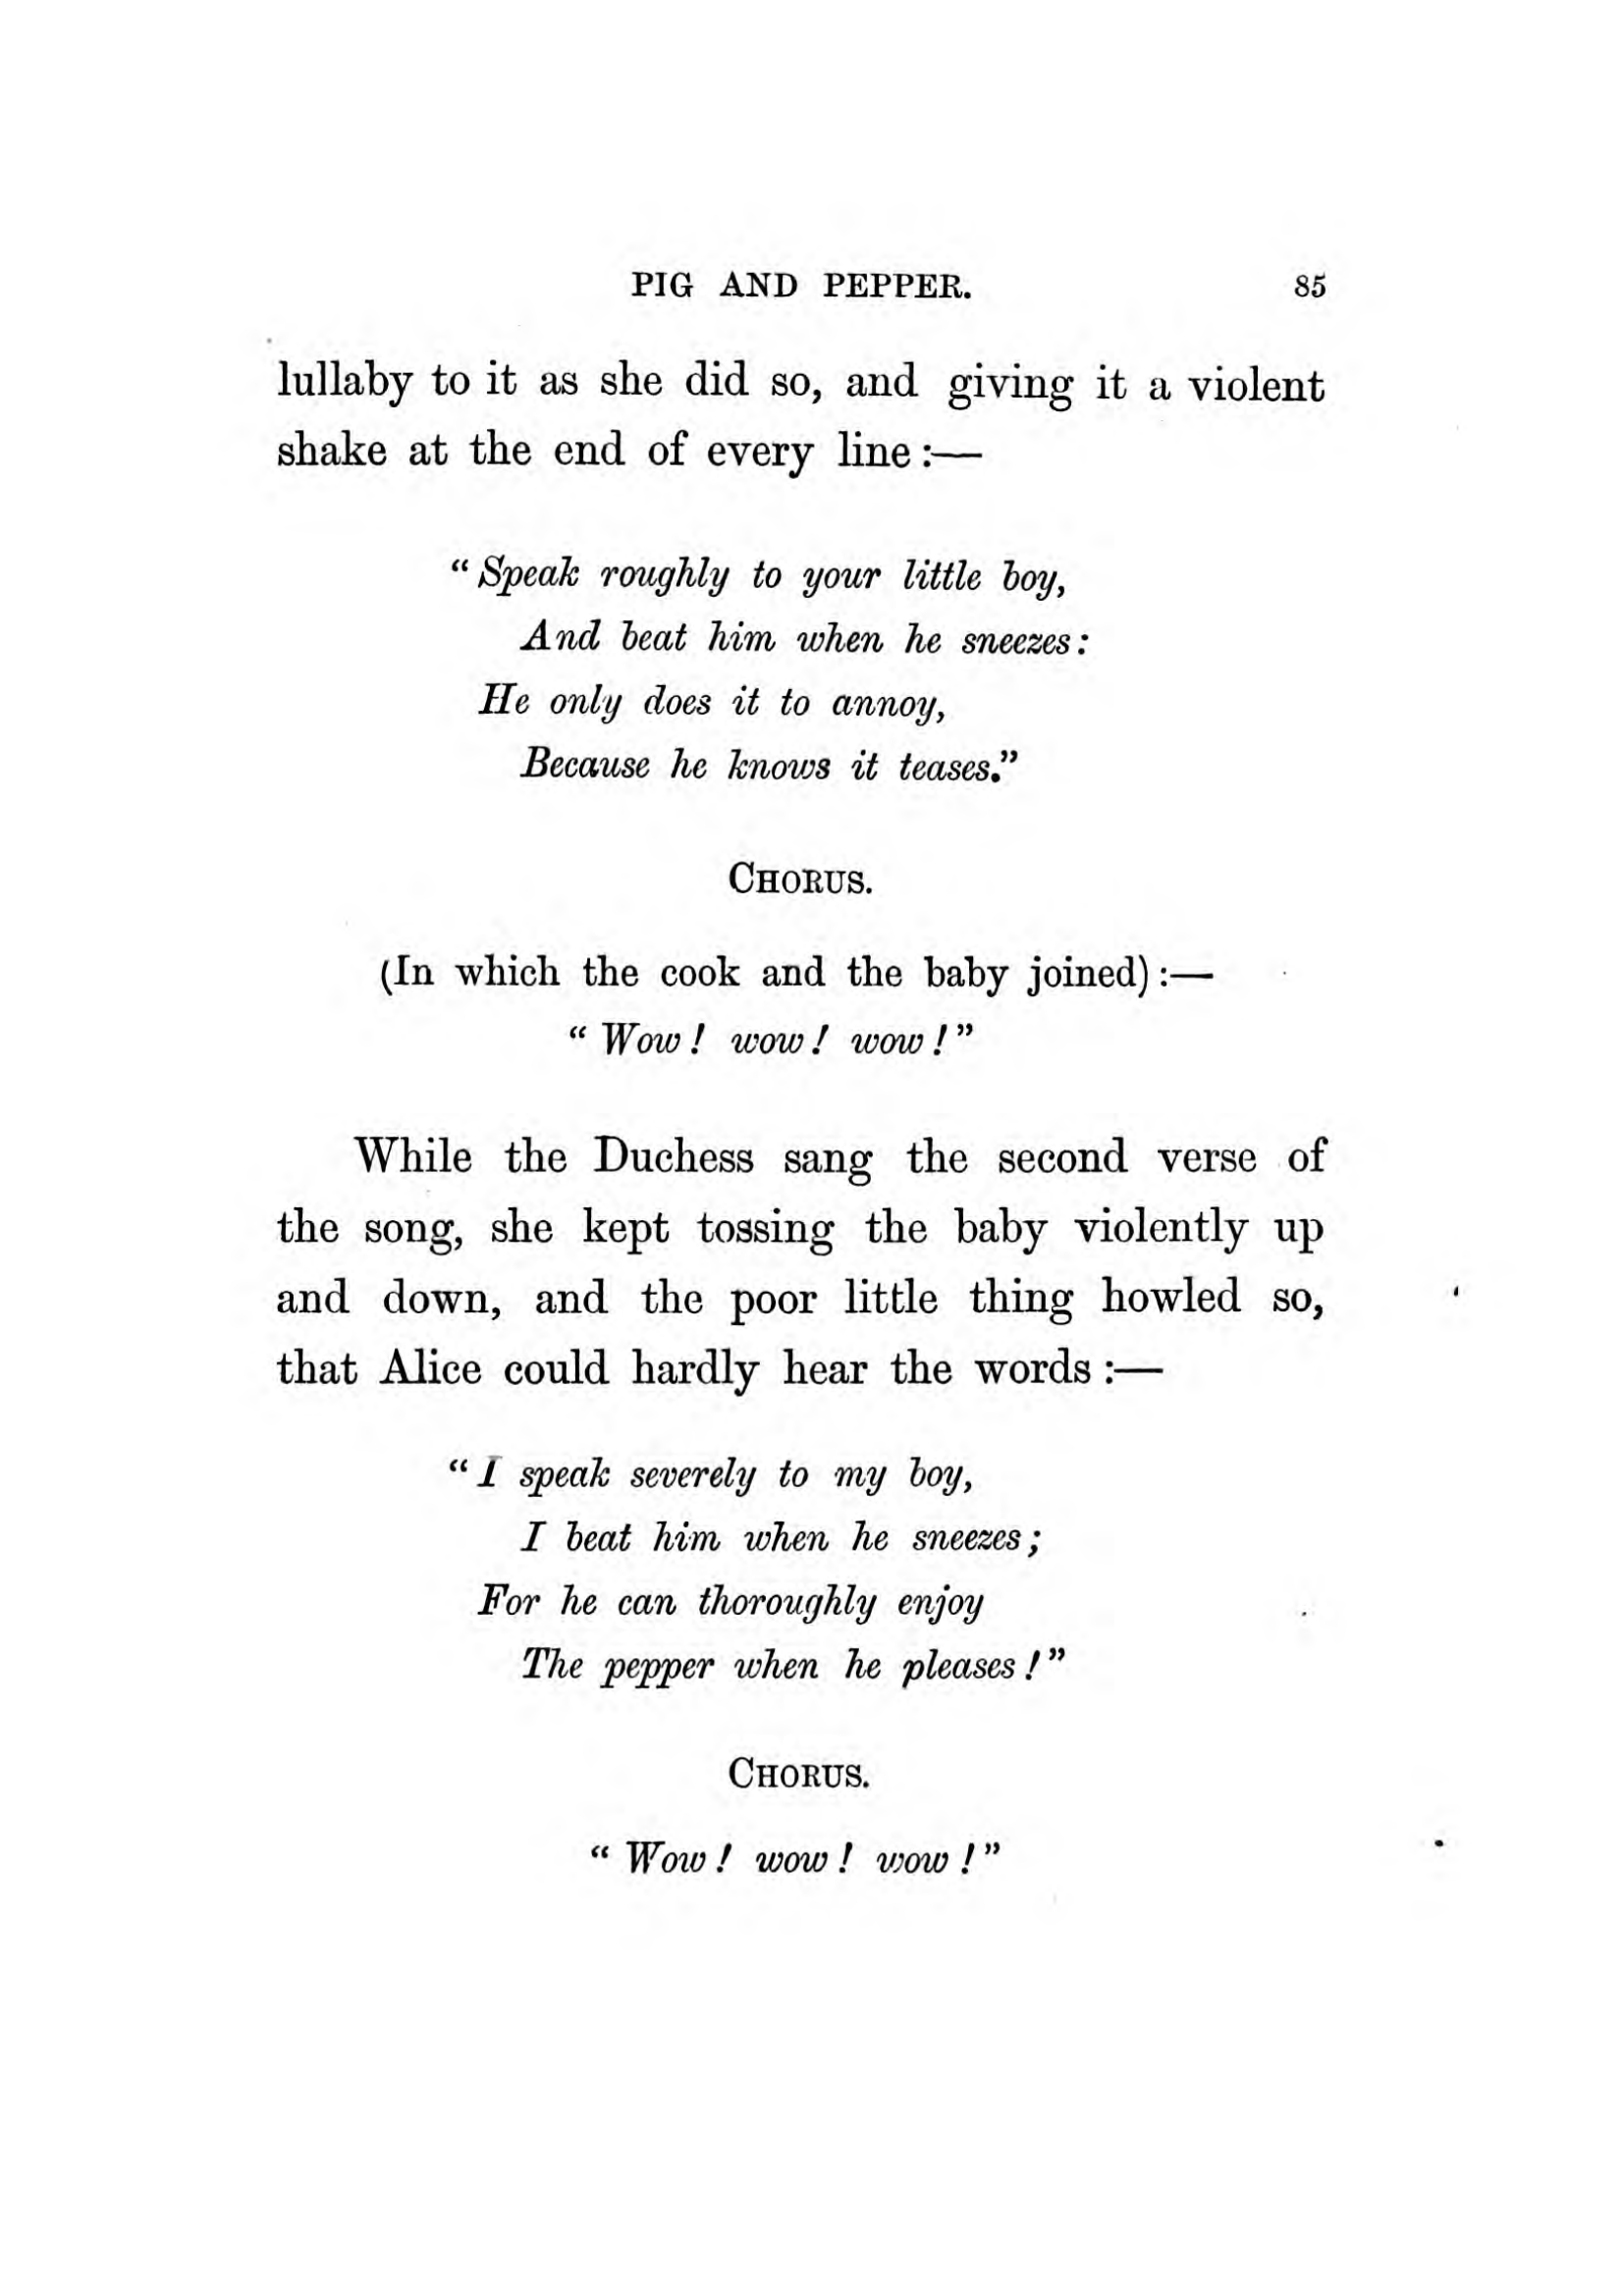 PIG AND PEPPER. 85
lullaby to it as she did so, and giving it a violent
shake at the end of every line:—
“Speak roughly to your little boy,
And beat him when he sneezes:
He only does it to annoy,
Because he knows it teases.”
CHORUS.
(In which the cook and the baby joined):—
“Wow! wow! wow!”
While the Duchess sang the second verse of
the song, she kept tossing the baby violently up
and down, and the poor little thing howled so,
that Alice could hardly hear the words:—
“I speak severely to my boy,
I beat him when he sneezes;
For he can thoroughly enjoy
The pepper when he pleases!”
CHORUS.
“Wow! wow! wow!”